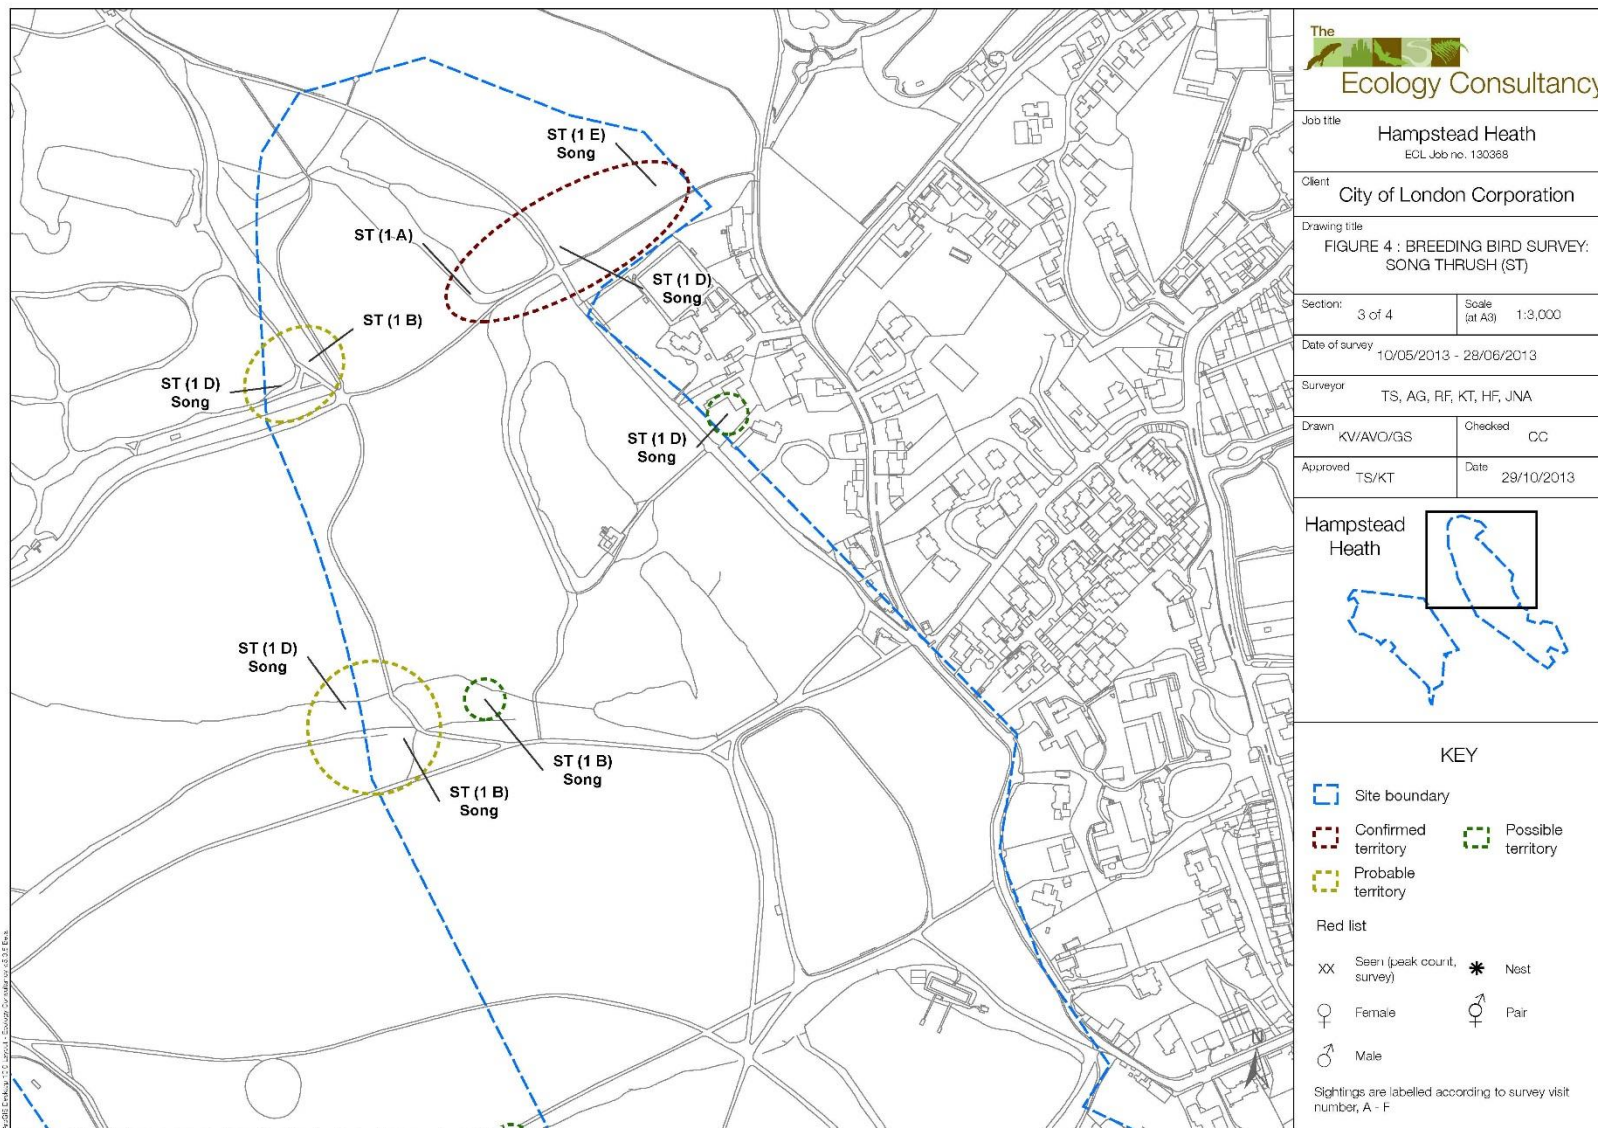 ST (1 E)
Song
ST (1 A)
ST (1 D)
Song
ST (1 B)
ST (1 D)
Song
ST (1 D)
Song
ST (1 D)
Song
ST (1 B)
Song
ST (1 B)
Song
N
The
Ecology Consultancy
Job title
Hampstead Heath
ECL Job no. 130368
Client
City of London Corporation
Drawing title
FIGURE 4 : BREEDING BIRD SURVEY:
SONG THRUSH (ST)
Section:
3 of 4
Scale
(at A3) 1:3,000
Date of survey
10/05/2013 - 28/06/2013
Surveyor
TS, AG, RF, KT, HF, JNA
Drawn
KV/AVO/GS
Checked
CC
Approved
TS/KT
Date
29/10/2013
Hampstead
Heath
KEY
Site boundary
Confirmed
territory
Possible
territory
Probable
territory
Red list
XX Seen (peak count,
survey)
Nest
Female
Pair
Male
Sightings are labelled according to survey visit
number, A - F